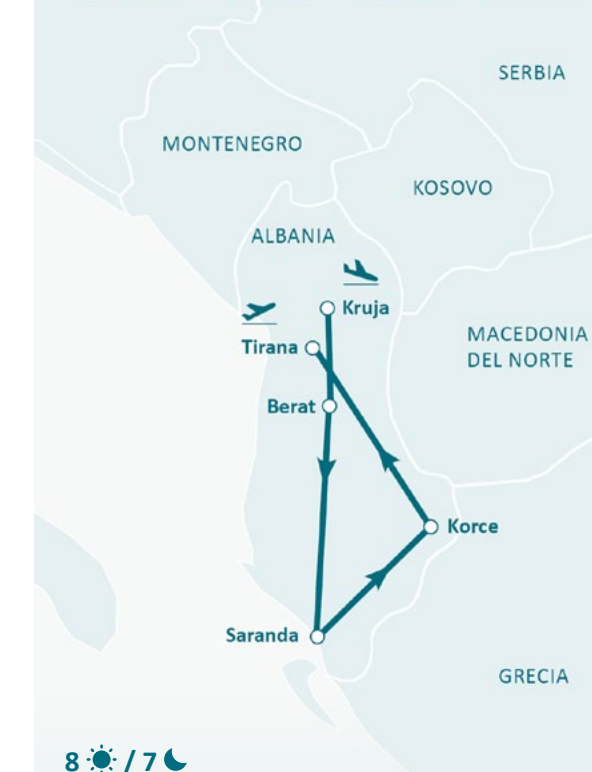 SERBIA
MONTENEGRO
KOSOVO
ALBANIA
Kruja
Tirana
MACEDONIA
DEL NORTE
Berat
Korce
Saranda
GRECIA
8 / 7